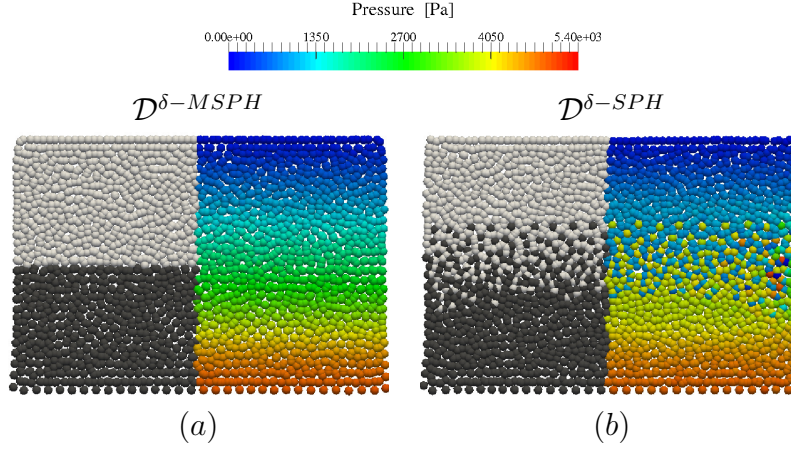 Pressure [Pa]
0.00e+00 1350 2700 4050 5.40e+03
𝒟^{δ−MSPH} 𝒟^{δ−SPH}
(a) (b)